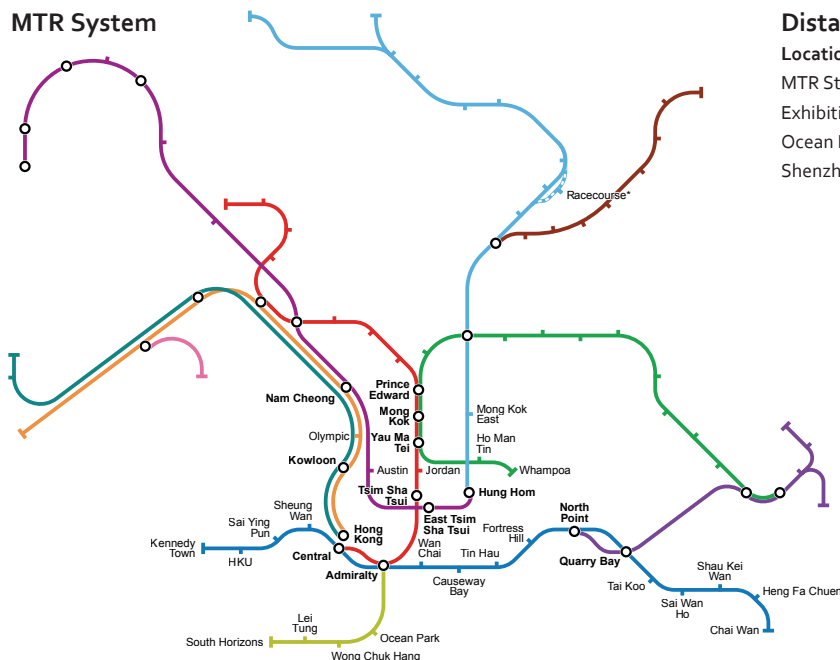 MTR System
Dista
Locatio
MTR St
Exhibiti
Ocean
Shenzh
Racecourse*
Nam Cheong
Prince
Edward
Mong
Kok
Mong Kok
East
Olympic
Yau Ma
Tei
Ho Man
Tin
Kowloon
Austin
Jordan
Whampoa
Tsim Sha
Tsui
Hung Hom
East Tsim
Sha Tsui
North
Point
Sheung
Wan
Sai Ying
Pun
Hong
Kong
Fortress
Hill
Kennedy
Town
HKU
Central
Wan
Chai
Tin Hau
Quarry Bay
Admiralty
Causeway
Bay
Tai Koo
Shau Kei
Wan
Heng Fa Chuen
Sai Wan
Ho
Chai Wan
Lei
Tung
Ocean Park
South Horizons
Wong Chuk Hang